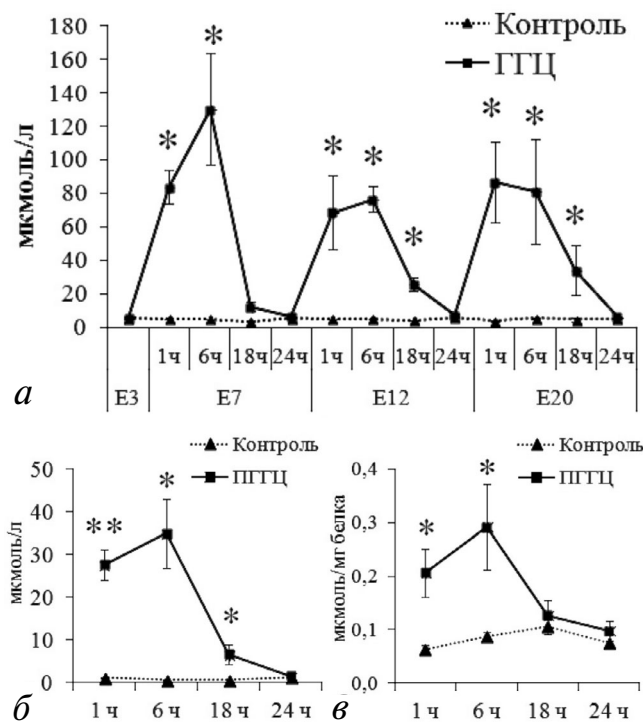 Контроль
ГГЦ
мкмоль/л
180
160
140
120
100
80
60
40
20
0
* * * * * * * *
1ч 6ч 18ч 24ч 1ч 6ч 18ч 24ч 1ч 6ч 18ч 24ч
E3 E7 E12 E20
а
Контроль
ПГГЦ
мкмоль/л
50
40
30
20
10
0
** * *
1 ч 6 ч 18 ч 24 ч
б
Контроль
ПГГЦ
мкмоль/мг белка
0,4
0,3
0,2
0,1
0,0
* *
1 ч 6 ч 18 ч 24 ч
в